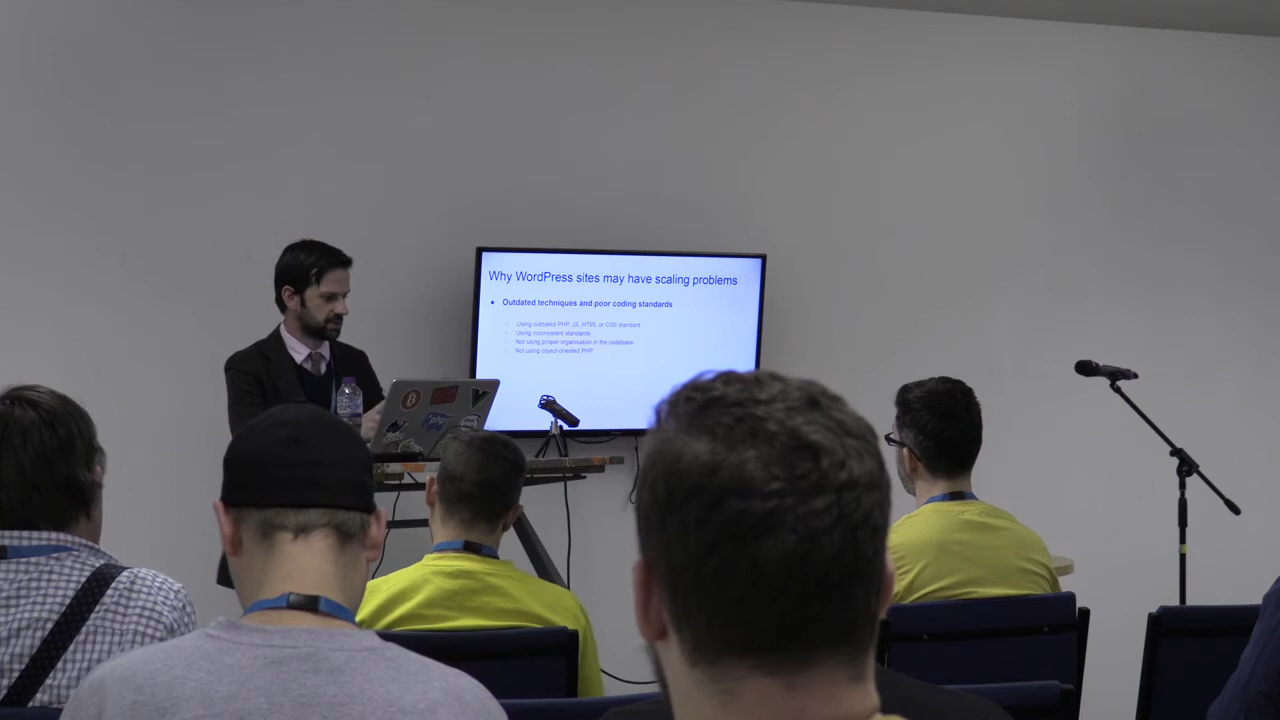 Why WordPress sites may have scaling problems
Outdated techniques and poor coding standards
Using outdated PHP, JS, HTML or CSS standard
Using inconsistent standards
Not using proper organisation in the codebase
Not using object-oriented PHP
php